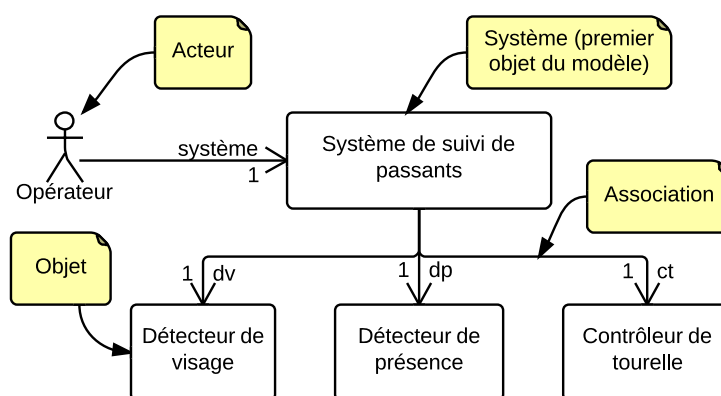 Acteur
Système (premier
objet du modèle)
Système de suivi de
passants
système
1
Opérateur
Association
Objet
1 dv
1 dp
1 ct
Détecteur de
visage
Détecteur de
présence
Contrôleur de
tourelle